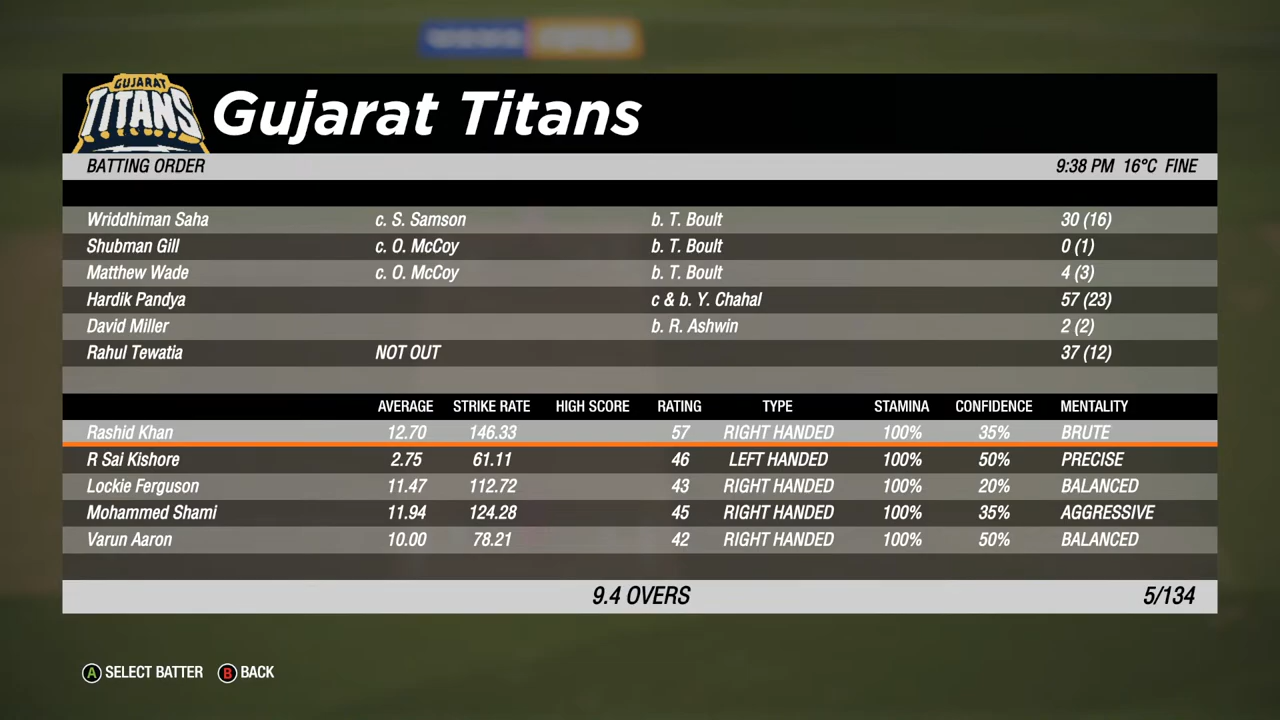 GUJARAT
TITANS
Gujarat Titans
BATTING ORDER 9:38 PM 16°C FINE
Wriddhiman Saha c. S. Samson b. T. Boult 30 (16)
Shubman Gill c. O. McCoy b. T. Boult 0 (1)
Matthew Wade c. O. McCoy b. T. Boult 4 (3)
Hardik Pandya c & b. Y. Chahal 57 (23)
David Miller b. R. Ashwin 2 (2)
Rahul Tewatia NOT OUT 37 (12)
AVERAGE STRIKE RATE HIGH SCORE RATING TYPE STAMINA CONFIDENCE MENTALITY
Rashid Khan 12.70 146.33 57 RIGHT HANDED 100% 35% BRUTE
R Sai Kishore 2.75 61.11 46 LEFT HANDED 100% 50% PRECISE
Lockie Ferguson 11.47 112.72 43 RIGHT HANDED 100% 20% BALANCED
Mohammed Shami 11.94 124.28 45 RIGHT HANDED 100% 35% AGGRESSIVE
Varun Aaron 10.00 78.21 42 RIGHT HANDED 100% 50% BALANCED
9.4 OVERS 5/134
A SELECT BATTER B BACK